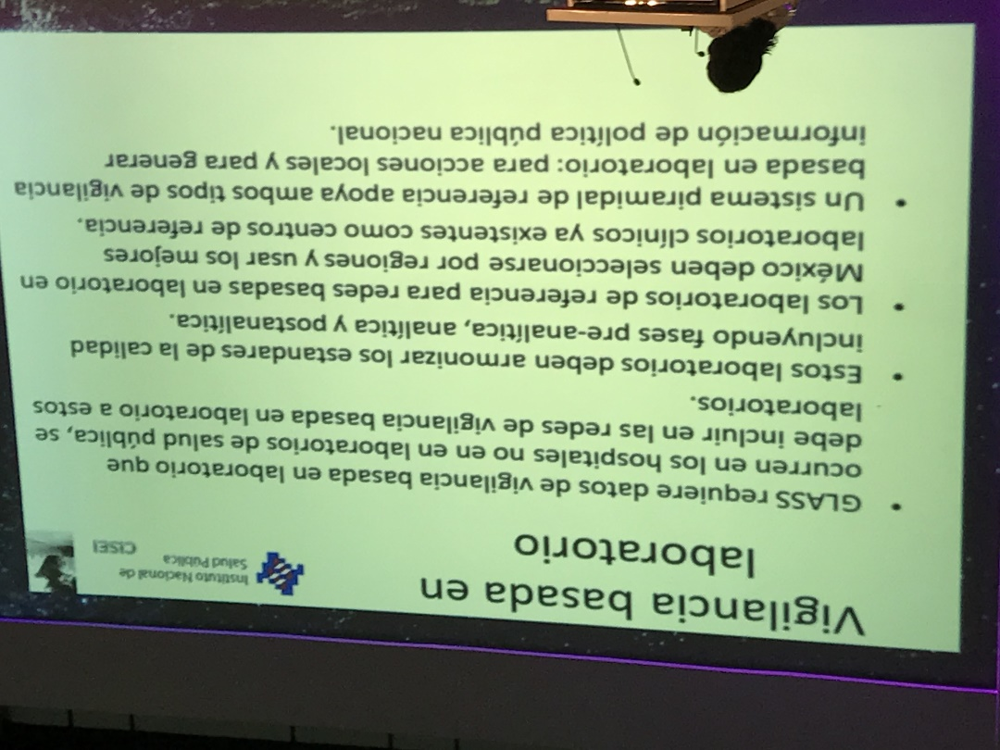 Vigilancia basada en
laboratorio
Instituto Nacional de
Salud Pública
CISEI
• GLASS requiere datos de vigilancia basada en laboratorio que
ocurren en los hospitales no en en laboratorios de salud pública, se
debe incluir en las redes de vigilancia basada en laboratorio a estos
laboratorios.
• Estos laboratorios deben armonizar los estandares de la calidad
incluyendo fases pre-analítica, analítica y postanalítica.
• Los laboratorios de referencia para redes basadas en laboratorio en
México deben seleccionarse por regiones y usar los mejores
laboratorios clínicos ya existentes como centros de referencia.
• Un sistema piramidal de referencia apoya ambos tipos de vigilancia
basada en laboratorio: para acciones locales y para generar
información de política pública nacional.